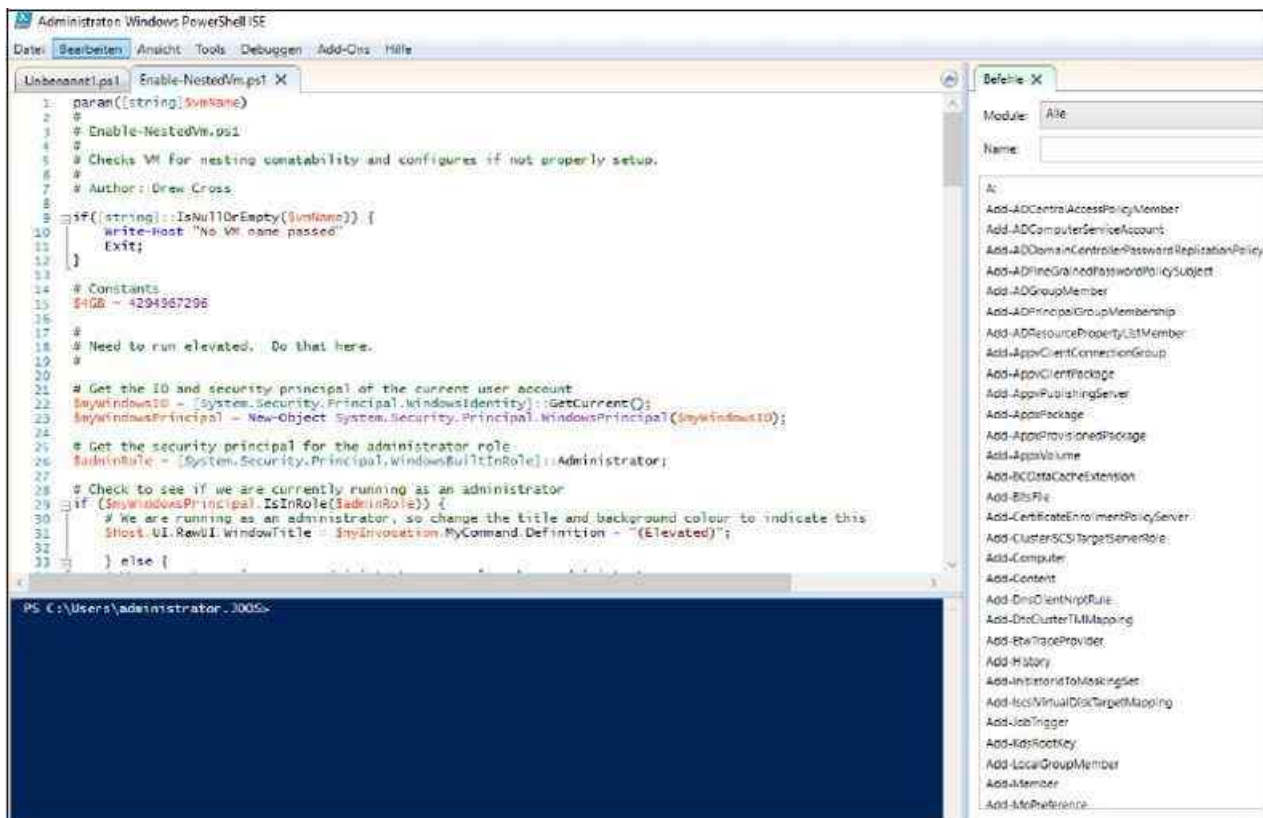 Administrator: Windows PowerShell ISE
Datei Bearbeiten Ansicht Tools Debuggen Add-Ons Hilfe
Unbenannt1.ps1 Enable-NestedVm.ps1 X
1 param([string]$vmName)
2 #
3 # Enable-NestedVm.ps1
4 #
5 # Checks VM for nesting comatability and configures if not properly setup.
6 #
7 # Author: Drew Cross
8
9 if([string]::IsNullOrEmpty($vmName)) {
10 Write-Host "No VM name passed"
11 Exit;
12 }
13
14 # Constants
15 $4GB = 4294967296
16
17 #
18 # Need to run elevated. Do that here.
19 #
20
21 # Get the ID and security principal of the current user account
22 $myWindowsID = [System.Security.Principal.WindowsIdentity]::GetCurrent();
23 $myWindowsPrincipal = New-Object System.Security.Principal.WindowsPrincipal($myWindowsID);
24
25 # Get the security principal for the administrator role
26 $adminRole = [System.Security.Principal.WindowsBuiltInRole]::Administrator;
27
28 # Check to see if we are currently running as an administrator
29 if ($myWindowsPrincipal.IsInRole($adminRole)) {
30 # We are running as an administrator, so change the title and background colour to indicate this
31 $Host.UI.RawUI.WindowTitle = $myInvocation.MyCommand.Definition + "(Elevated)";
32
33 } else {
PS C:\Users\administrator.JOOS>
Befehle X
Module: Alle
Name:
A:
Add-ADCentralAccessPolicyMember
Add-ADComputerServiceAccount
Add-ADDomainControllerPasswordReplicationPolicy
Add-ADFineGrainedPasswordPolicySubject
Add-ADGroupMember
Add-ADPrincipalGroupMembership
Add-ADResourcePropertyListMember
Add-AppvClientConnectionGroup
Add-AppvClientPackage
Add-AppvPublishingServer
Add-AppxPackage
Add-AppxProvisionedPackage
Add-AppxVolume
Add-BCDataCacheExtension
Add-BitsFile
Add-CertificateEnrollmentPolicyServer
Add-ClusteriSCSITargetServerRole
Add-Computer
Add-Content
Add-DnsClientNrptRule
Add-DtcClusterTMMapping
Add-EtwTraceProvider
Add-History
Add-InitiatorIdToMaskingSet
Add-IscsiVirtualDiskTargetMapping
Add-JobTrigger
Add-KdsRootKey
Add-LocalGroupMember
Add-Member
Add-MpPreference